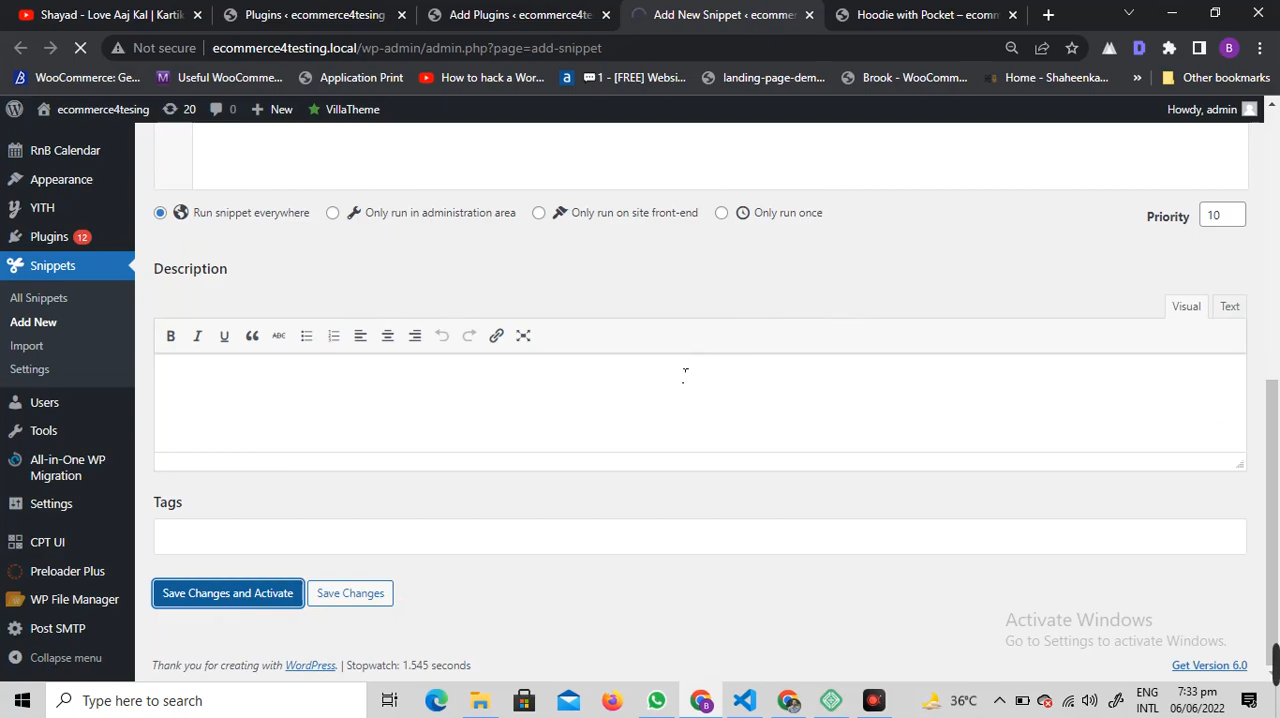 Shayad - Love Aaj Kal | Kartik
Plugins ‹ ecommerce4tesing
Add Plugins ‹ ecommerce4te
Add New Snippet ‹ ecommer
Hoodie with Pocket – ecomm
Not secure
ecommerce4testing.local/wp-admin/admin.php?page=add-snippet
WooCommerce: Ge...
Useful WooComme...
Application Print
How to hack a Wor...
1 - [FREE] Websi...
landing-page-dem...
Brook - WooComm...
Home - Shaheenka...
Other bookmarks
ecommerce4tesing
20
0
New
VillaTheme
Howdy, admin
RnB Calendar
Appearance
YITH
Plugins 12
Snippets
All Snippets
Add New
Import
Settings
Users
Tools
All-in-One WP
Migration
Settings
CPT UI
Preloader Plus
WP File Manager
Post SMTP
Collapse menu
Run snippet everywhere
Only run in administration area
Only run on site front-end
Only run once
Priority
10
Description
Visual
Text
B I U ABC
Tags
Save Changes and Activate
Save Changes
Activate Windows
Go to Settings to activate Windows.
Thank you for creating with WordPress. | Stopwatch: 1.545 seconds
Get Version 6.0
Type here to search
36°C
ENG
INTL
7:33 pm
06/06/2022